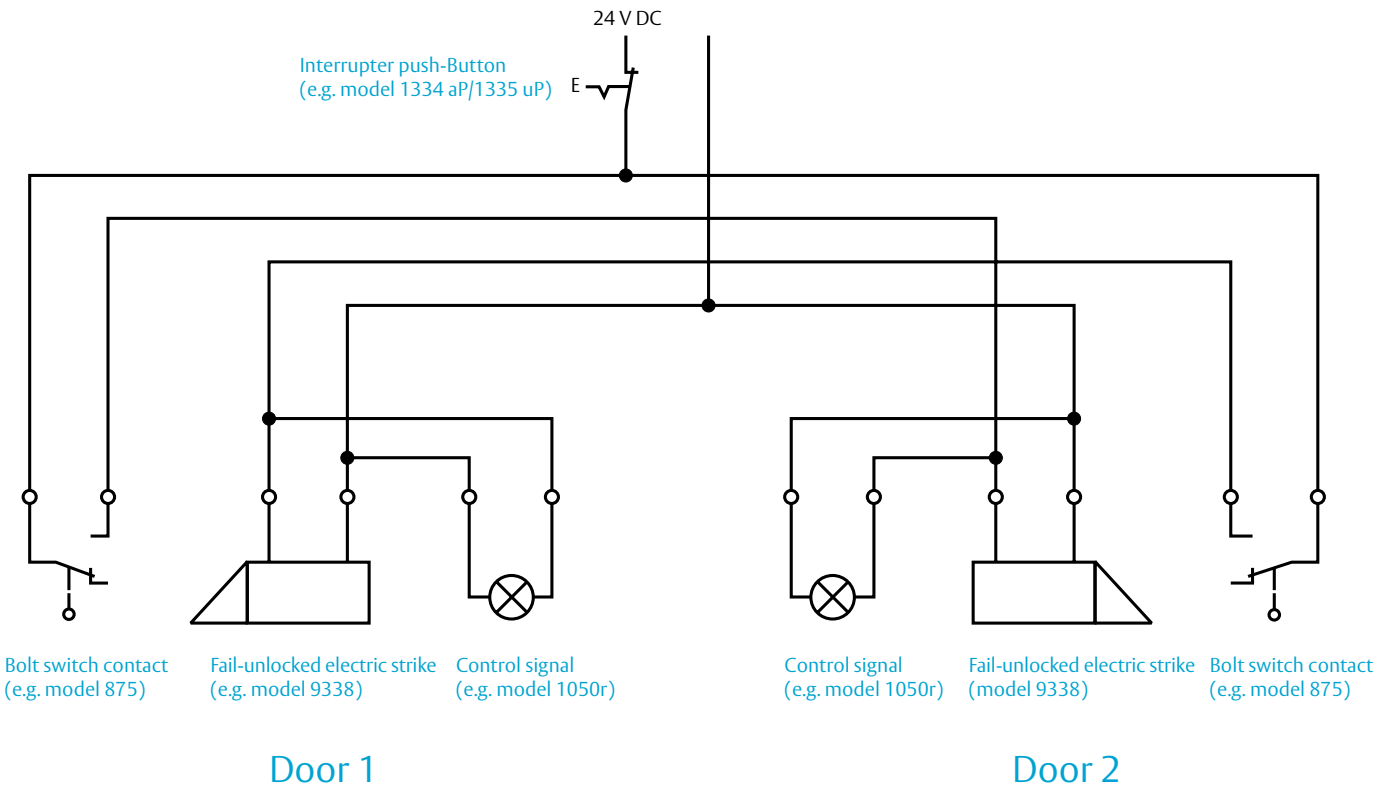 24 V DC
Interrupter push-Button
(e.g. model 1334 aP/1335 uP)
E
Bolt switch contact
(e.g. model 875)
Fail-unlocked electric strike
(e.g. model 9338)
Control signal
(e.g. model 1050r)
Control signal
(e.g. model 1050r)
Fail-unlocked electric strike
(model 9338)
Bolt switch contact
(e.g. model 875)
Door 1
Door 2